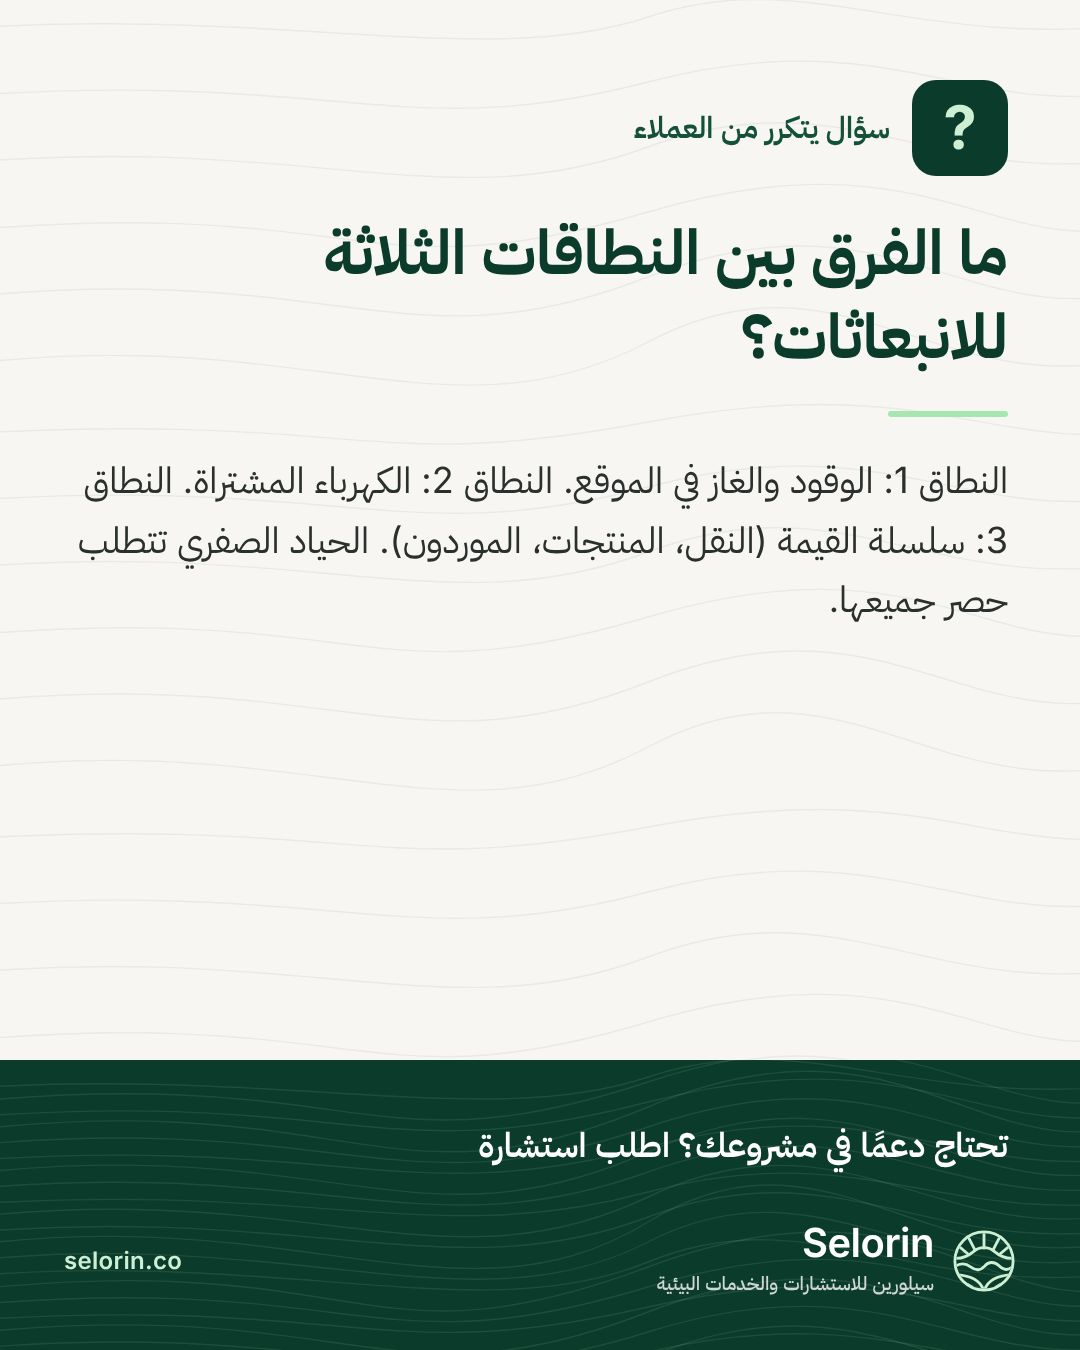 ?
سؤال يتكرر من العملاء
ما الفرق بين النطاقات الثلاثة
للانبعاثات؟
النطاق 1: الوقود والغاز في الموقع. النطاق 2: الكهرباء المشتراة. النطاق
3: سلسلة القيمة (النقل، المنتجات، الموردون). الحياد الصفري تتطلب
حصر جميعها.
تحتاج دعمًا في مشروعك؟ اطلب استشارة
Selorin
سيلورين للاستشارات والخدمات البيئية
selorin.co